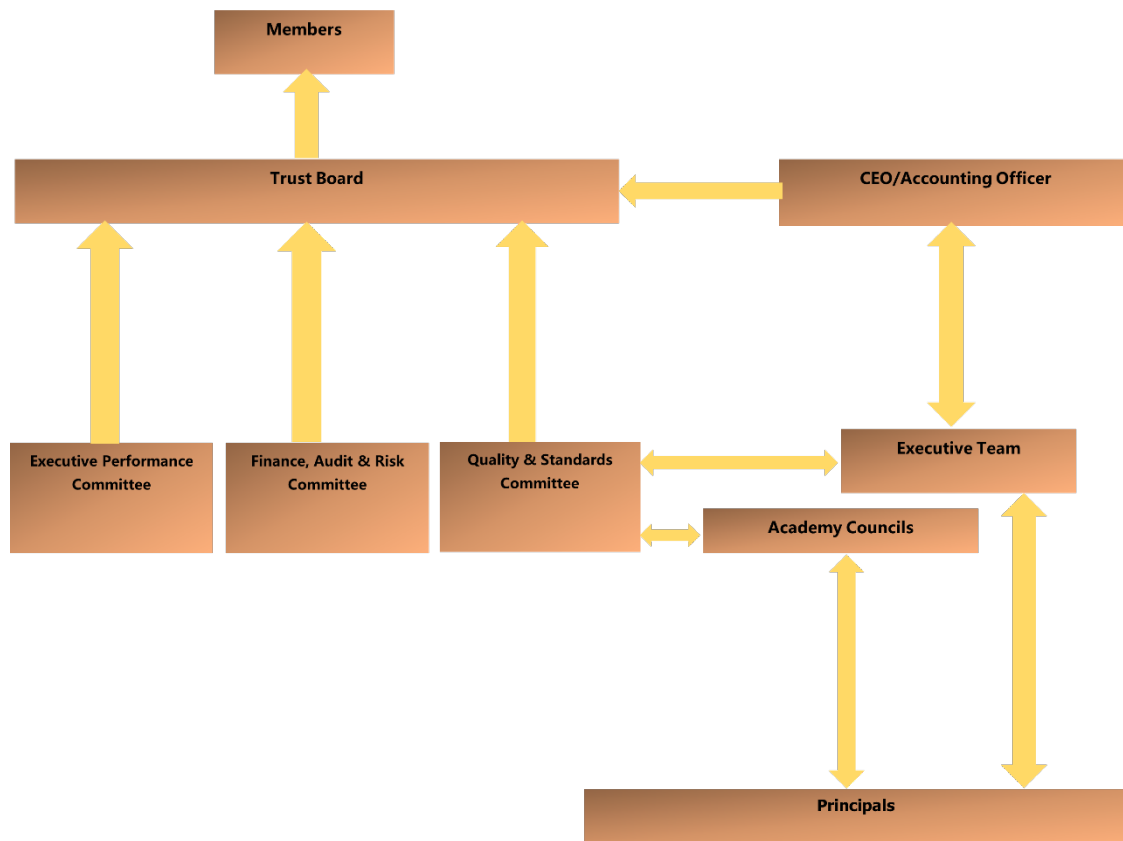 Members
Trust Board
CEO/Accounting Officer
Executive Performance
Committee
Finance, Audit & Risk
Committee
Quality & Standards
Committee
Executive Team
Academy Councils
Principals